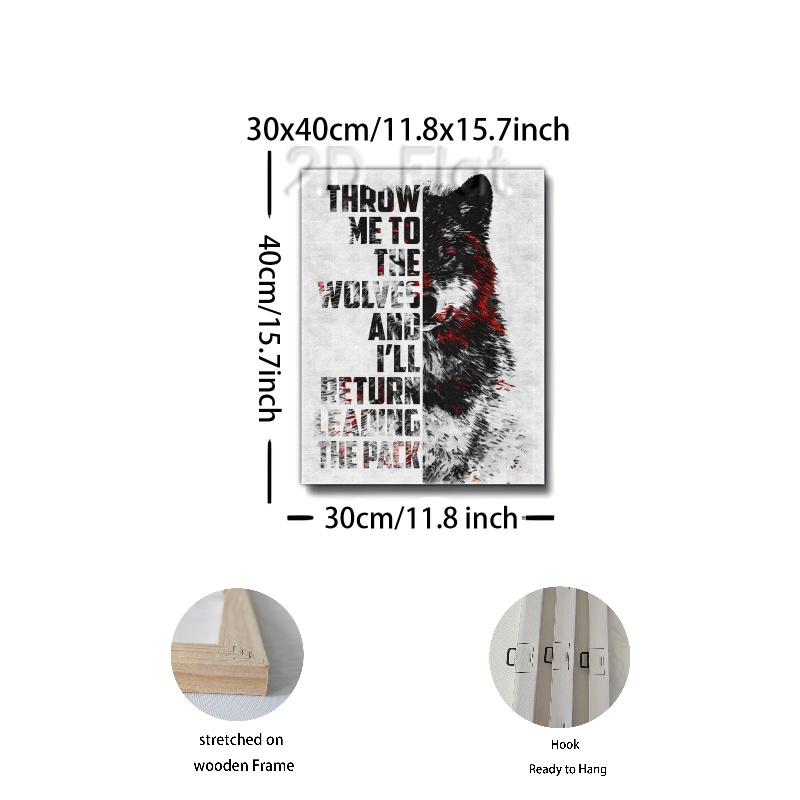 30x40cm/11.8x15.7inch
2D Flat
THROW
ME TO
THE
WOLVES
AND
I'LL
RETURN
LEADING
THE PACK
40cm/15.7inch
30cm/11.8 inch
stretched on
wooden Frame
Hook
Ready to Hang